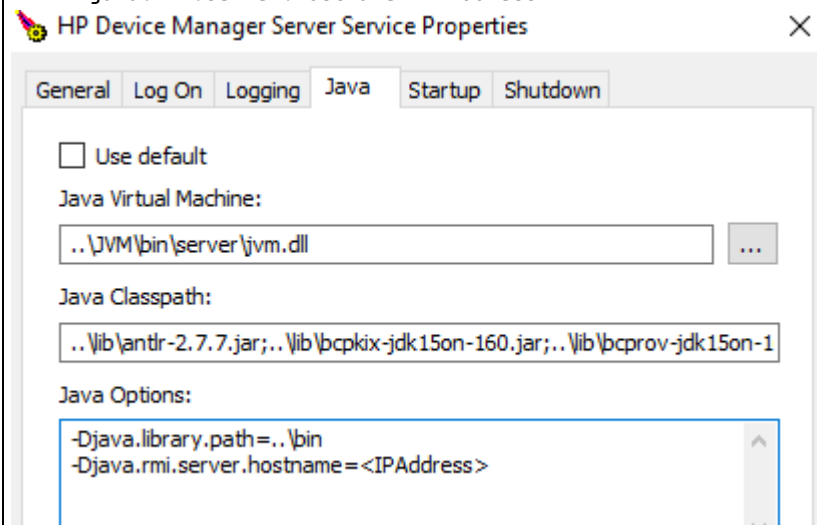 HP Device Manager Server Service Properties
General Log On Logging Java Startup Shutdown
Use default
Java Virtual Machine:
..\JVM\bin\server\jvm.dll
...
Java Classpath:
..\lib\antlr-2.7.7.jar;..\lib\bcpkix-jdk15on-160.jar;..\lib\bcprov-jdk15on-1
Java Options:
-Djava.library.path=..\bin
-Djava.rmi.server.hostname=<IPAddress>